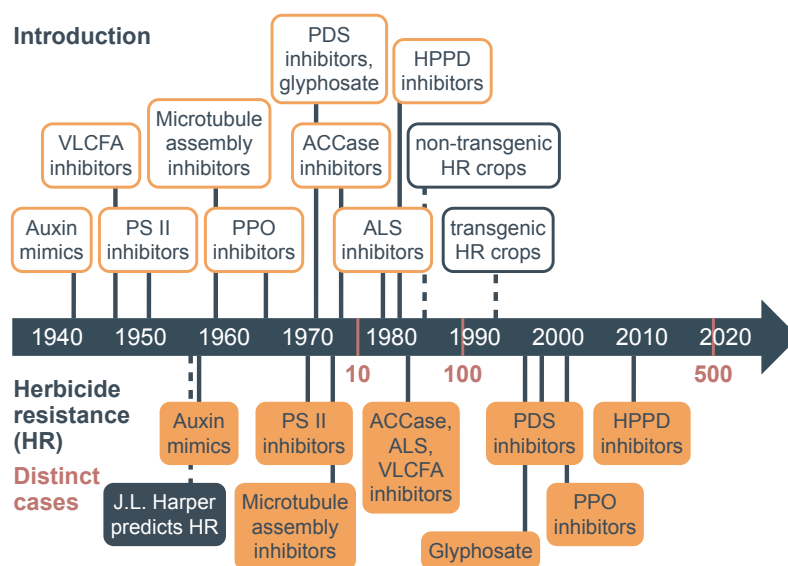 Introduction
PDS
inhibitors,
glyphosate
HPPD
inhibitors
VLCFA
inhibitors
Microtubule
assembly
inhibitors
ACCase
inhibitors
non-transgenic
HR crops
Auxin
mimics
PS II
inhibitors
PPO
inhibitors
ALS
inhibitors
transgenic
HR crops
1940 1950 1960 1970 1980 1990 2000 2010 2020
10 100 500
Herbicide
resistance
(HR)
Distinct
cases
Auxin
mimics
PS II
inhibitors
ACCase,
ALS,
VLCFA
inhibitors
PDS
inhibitors
HPPD
inhibitors
J.L. Harper
predicts HR
Microtubule
assembly
inhibitors
Glyphosate
PPO
inhibitors